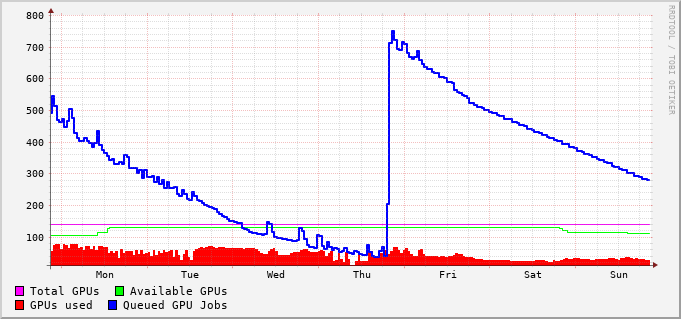 800
700
600
500
400
300
200
100
Mon Tue Wed Thu Fri Sat Sun
Total GPUs Available GPUs
GPUs used Queued GPU Jobs
RRDTOOL / TOBI OETIKER